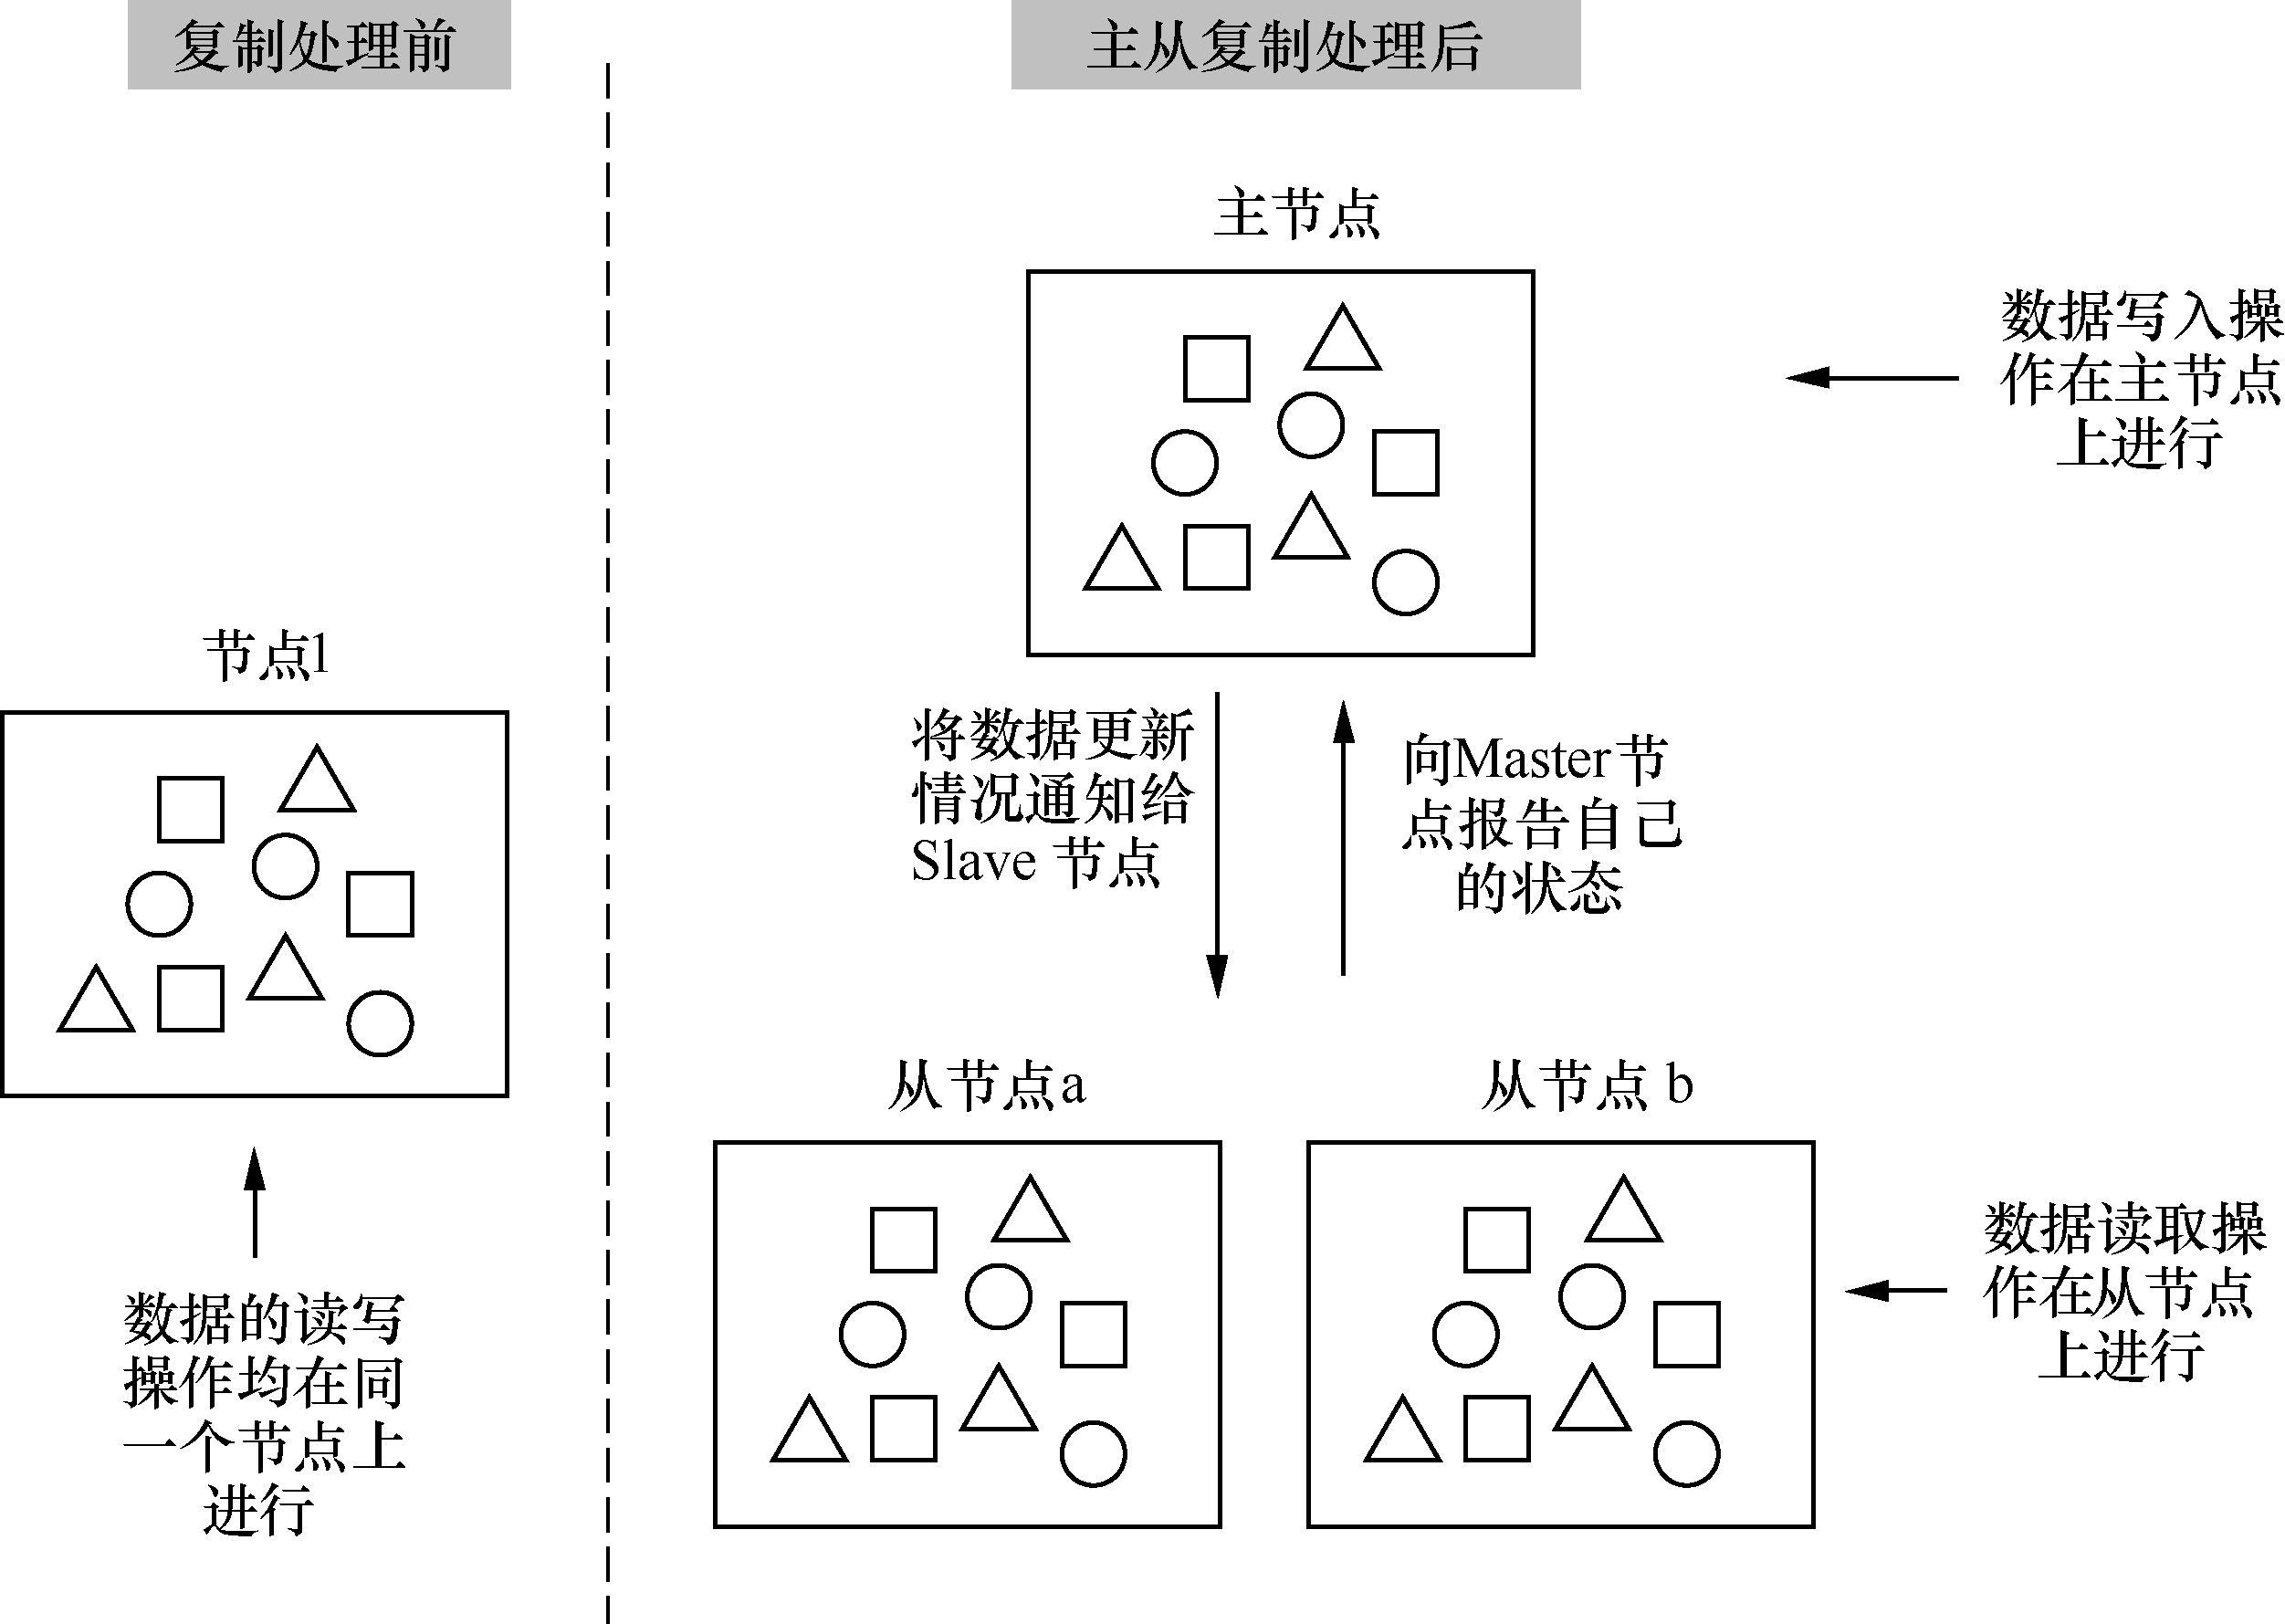 复制处理前
主从复制处理后
主节点
数据写入操
作在主节点
上进行
节点1
将数据更新
情况通知给
Slave 节点
向Master节
点报告自己
的状态
从节点a
从节点 b
数据读取操
作在从节点
上进行
数据的读写
操作均在同
一个节点上
进行